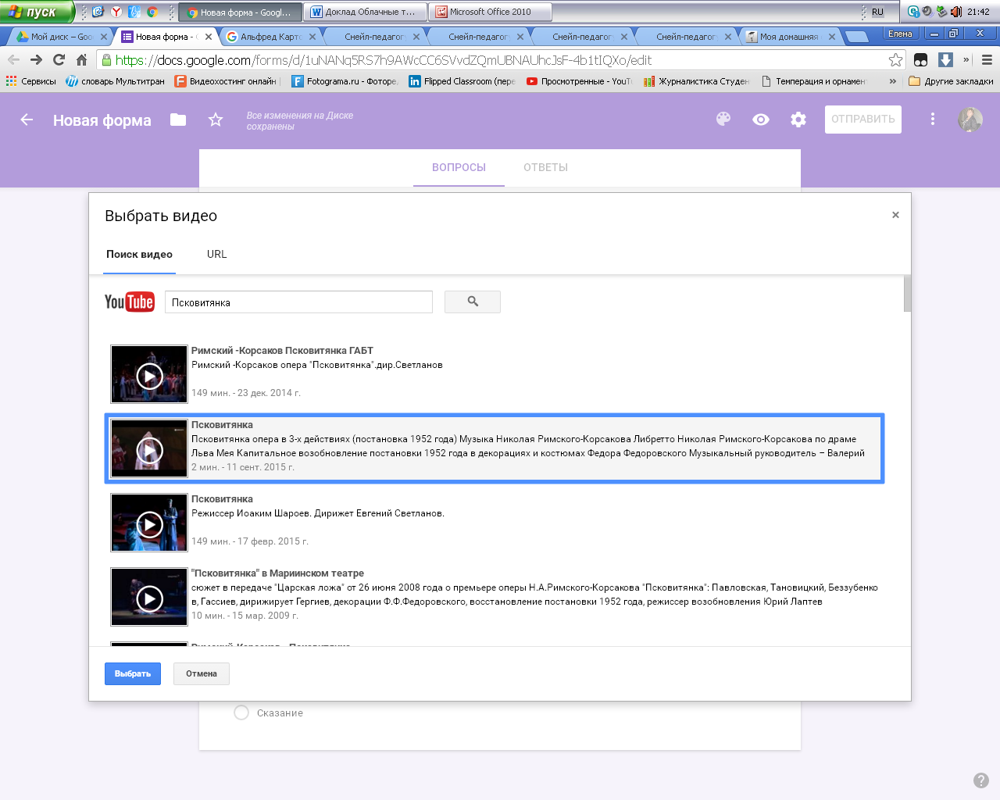 пуск
Новая форма - Googl...
Доклад Облачные т...
Microsoft Office 2010
RU
21:42
Мой диск – Goo
Новая форма - G
Альфред Карто
Снейл-педагог
Снейл-педагог
Снейл-педагог
Снейл-педагог
Моя домашняя
Елена
https://docs.google.com/forms/d/1uNANq5RS7h9AWcCC6SVvdZQmUBNAUhcJsF-4b1tIQXo/edit
Сервисы
словарь Мультитран
Видеохостинг онлайн
Fotograma.ru - Фоторе
Flipped Classroom (пере
Просмотренные - YouTu
Журналистика Студен
Темперация и орнамен
»
Другие закладки
Новая форма
Все изменения на Диске
сохранены
ОТПРАВИТЬ
ВОПРОСЫ
ОТВЕТЫ
Выбрать видео
Поиск видео
URL
YouTube
Псковитянка
Римский -Корсаков Псковитянка ГАБТ
Римский -Корсаков опера "Псковитянка".дир.Светланов
149 мин. - 23 дек. 2014 г.
Псковитянка
Псковитянка опера в 3-х действиях (постановка 1952 года) Музыка Николая Римского-Корсакова Либретто Николая Римского-Корсакова по драме
Льва Мея Капитальное возобновление постановки 1952 года в декорациях и костюмах Федора Федоровского Музыкальный руководитель – Валерий
2 мин. - 11 сент. 2015 г.
Псковитянка
Режиссер Иоаким Шароев. Дирижет Евгений Светланов.
149 мин. - 17 февр. 2015 г.
"Псковитянка" в Мариинском театре
сюжет в передаче "Царская ложа" от 26 июня 2008 года о премьере оперы Н.А.Римского-Корсакова "Псковитянка": Павловская, Тановицкий, Беззубенко
в, Гассиев, дирижирует Гергиев, декорации Ф.Ф.Федоровского, восстановление постановки 1952 года, режиссер возобновления Юрий Лаптев
10 мин. - 15 мар. 2009 г.
Римский-Корсаков - Псковитянка
Выбрать
Отмена
Сказание